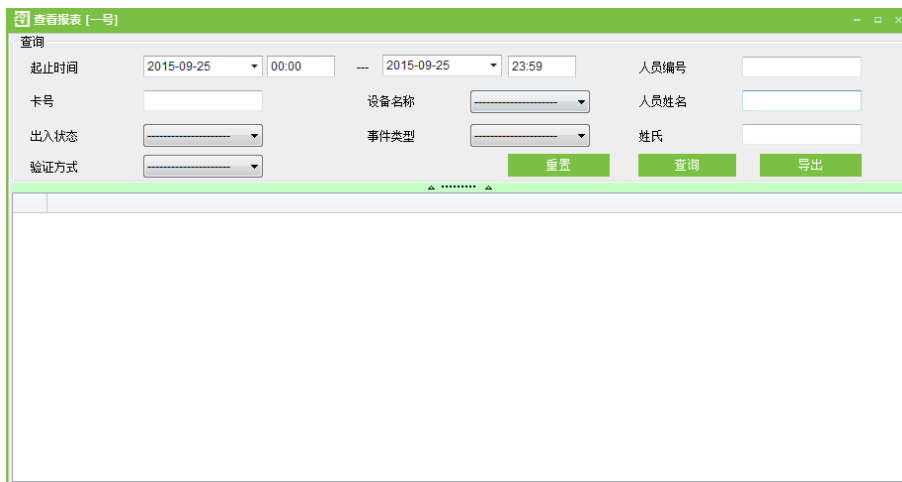 查看报表 [一号]
查询
起止时间 2015-09-25 00:00 --- 2015-09-25 23:59 人员编号
卡号 设备名称 -------------------- 人员姓名
出入状态 -------------------- 事件类型 -------------------- 姓氏
验证方式 -------------------- 重置 查询 导出